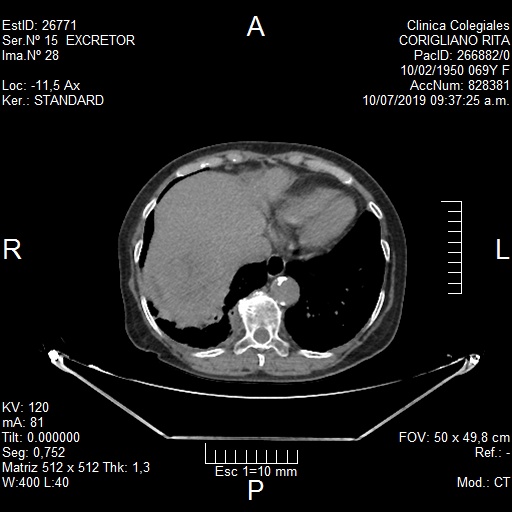 EstID: 26771
Ser.Nº 15 EXCRETOR
Ima.Nº 28
Loc: -11,5 Ax
Ker.: STANDARD
A
Clinica Colegiales
CORIGLIANO RITA
PacID: 266882/0
10/02/1950 069Y F
AccNum: 828381
10/07/2019 09:37:25 a.m.
R
L
KV: 120
mA: 81
Tilt: 0.000000
Seg: 0,752
Matriz 512 x 512 Thk: 1,3
W:400 L:40
Esc 1=10 mm
P
FOV: 50 x 49,8 cm
Ref.: -
Mod.: CT